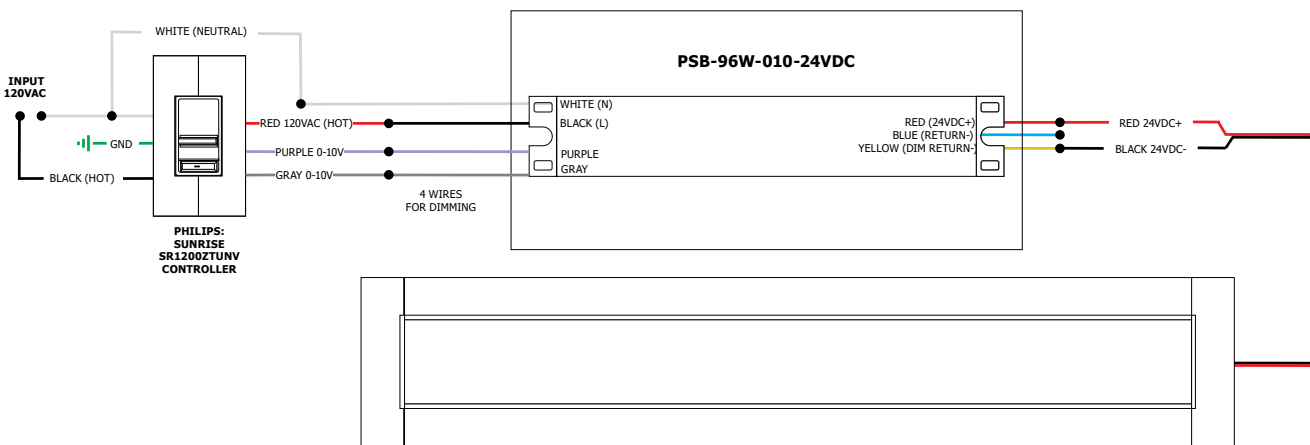 WHITE (NEUTRAL)
INPUT
120VAC
GND
BLACK (HOT)
PHILIPS:
SUNRISE
SR1200ZTUNV
CONTROLLER
RED 120VAC (HOT)
PURPLE 0-10V
GRAY 0-10V
4 WIRES
FOR DIMMING
PSB-96W-010-24VDC
WHITE (N)
BLACK (L)
PURPLE
GRAY
RED (24VDC+)
BLUE (RETURN-)
YELLOW (DIM RETURN-)
RED 24VDC+
BLACK 24VDC-